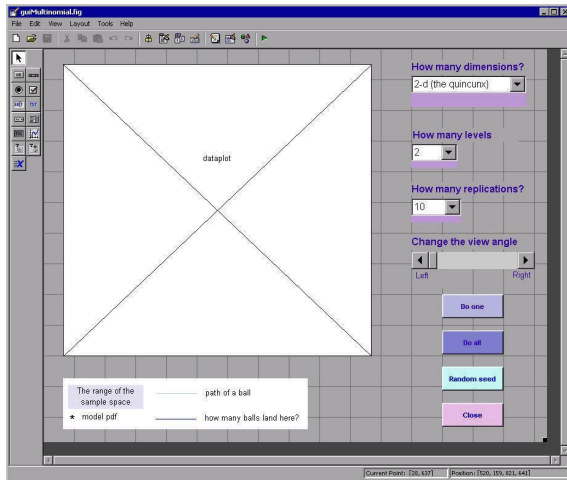 guiMultinomial.fig
File Edit View Layout Tools Help
How many dimensions?
2-d (the quincunx)
dataplot
How many levels
2
How many replications?
10
Change the view angle
Left Right
Do one
Do all
Random seed
Close
The range of the
sample space
path of a ball
* model pdf
how many balls land here?
Current Point: [28, 637] Position: [520, 159, 821, 641]